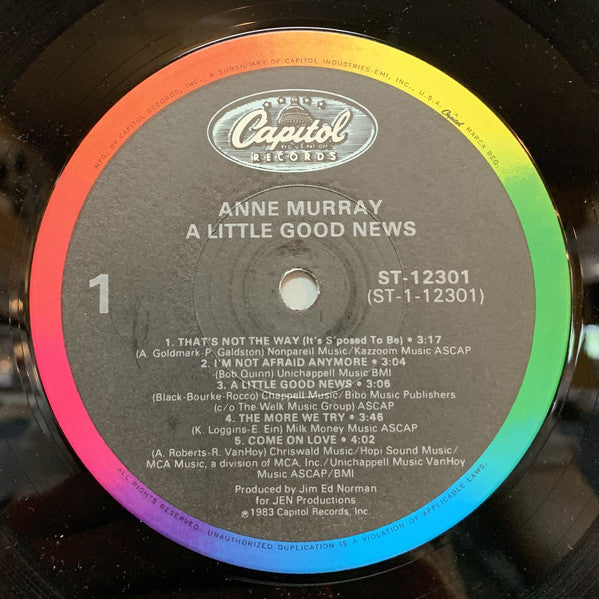 MFD. BY CAPITOL RECORDS, INC., A SUBSIDIARY OF CAPITOL INDUSTRIES-EMI, INC., U.S.A. Capitol MARCA REG.
Capitol
RECORDS
ANNE MURRAY
A LITTLE GOOD NEWS
1
ST-12301
(ST-1-12301)
1. THAT'S NOT THE WAY (It's S'posed To Be) • 3:17
(A. Goldmark-P. Galdston) Nonpareil Music/Kazzoom Music ASCAP
2. I'M NOT AFRAID ANYMORE • 3:04
(Bob Quinn) Unichappell Music BMI
3. A LITTLE GOOD NEWS • 3:06
(Black-Bourke-Rocco) Chappell Music/Bibo Music Publishers
(c/o The Welk Music Group) ASCAP
4. THE MORE WE TRY • 3:46
(K. Loggins-E. Ein) Milk Money Music ASCAP
5. COME ON LOVE • 4:02
(A. Roberts-R. VanHoy) Chriswald Music/Hopi Sound Music/
MCA Music, a division of MCA, Inc./Unichappell Music VanHoy
Music ASCAP/BMI
Produced by Jim Ed Norman
for JEN Productions
℗1983 Capitol Records, Inc.
ALL RIGHTS RESERVED. UNAUTHORIZED DUPLICATION IS A VIOLATION OF APPLICABLE LAWS.